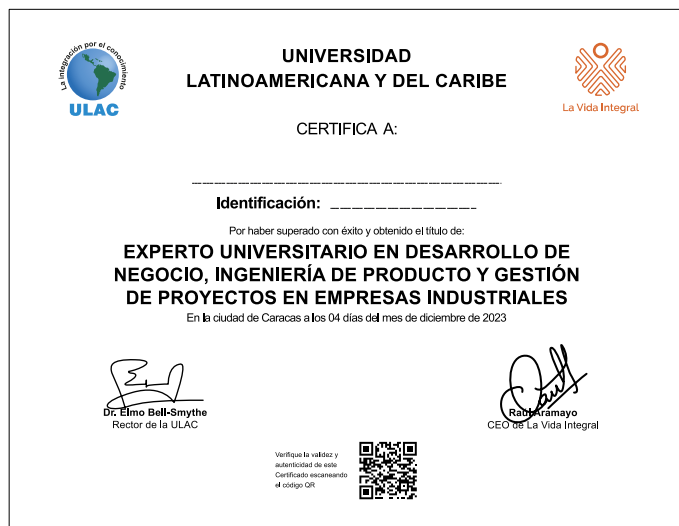 La integración por el conocimiento
ULAC
UNIVERSIDAD
LATINOAMERICANA Y DEL CARIBE
La Vida Integral
CERTIFICA A:
Identificación:
Por haber superado con éxito y obtenido el título de:
EXPERTO UNIVERSITARIO EN DESARROLLO DE
NEGOCIO, INGENIERÍA DE PRODUCTO Y GESTIÓN
DE PROYECTOS EN EMPRESAS INDUSTRIALES
En la ciudad de Caracas a los 04 días del mes de diciembre de 2023
Dr. Elmo Bell-Smythe
Rector de la ULAC
Raúl Aramayo
CEO de La Vida Integral
Verifique la validez y
autenticidad de este
Certificado escaneando
el código QR